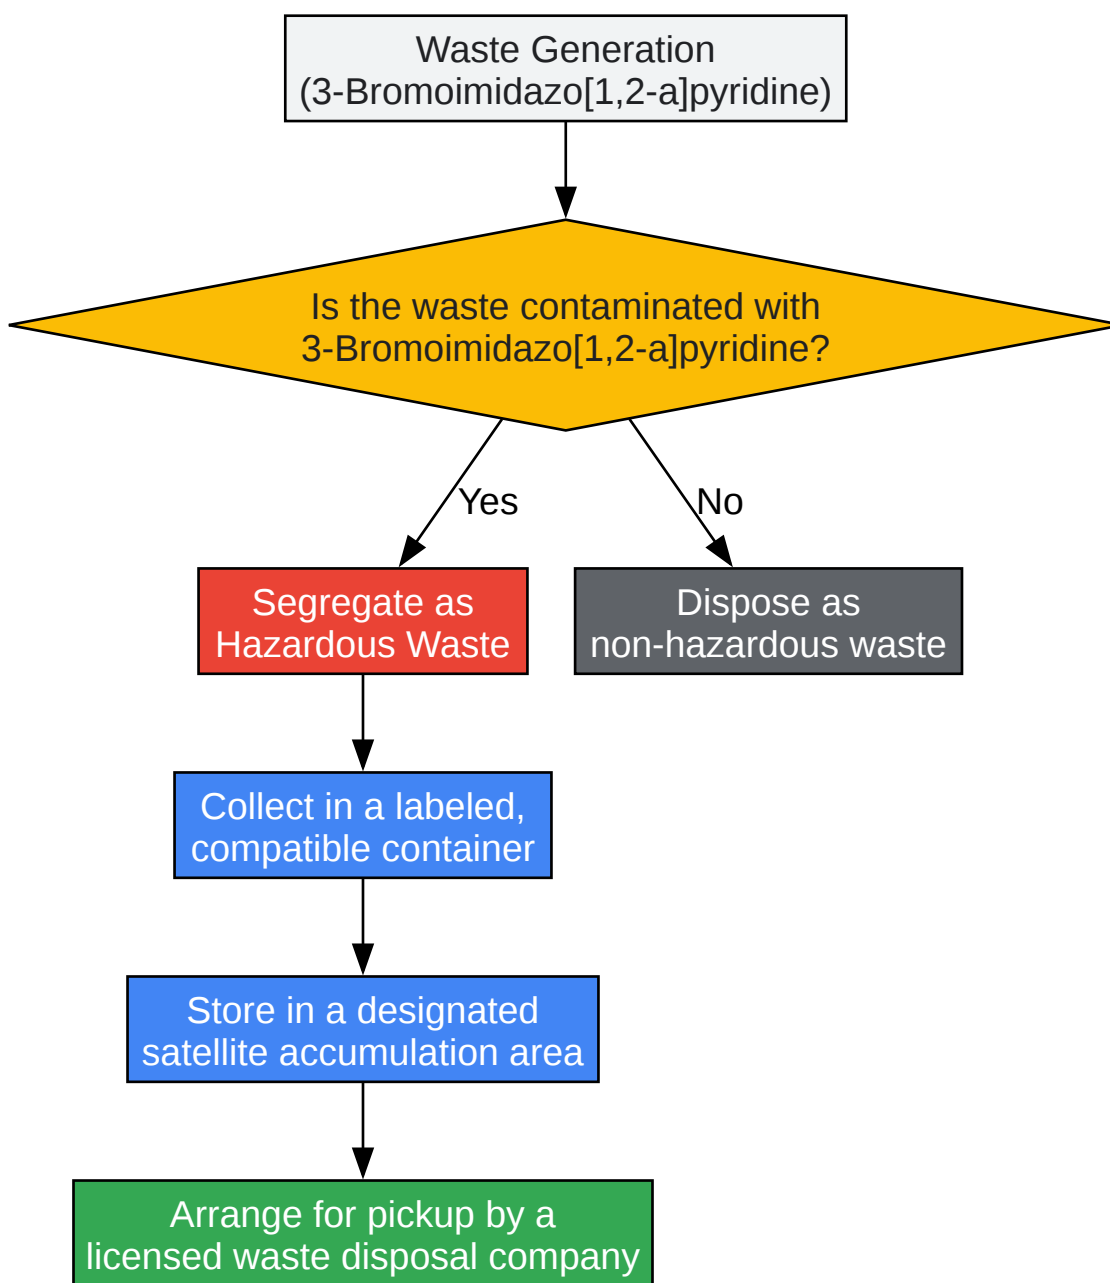 Waste Generation
(3-Bromoimidazo[1,2-a]pyridine)
Is the waste contaminated with
3-Bromoimidazo[1,2-a]pyridine?
Yes
No
Segregate as
Hazardous Waste
Dispose as
non-hazardous waste
Collect in a labeled,
compatible container
Store in a designated
satellite accumulation area
Arrange for pickup by a
licensed waste disposal company